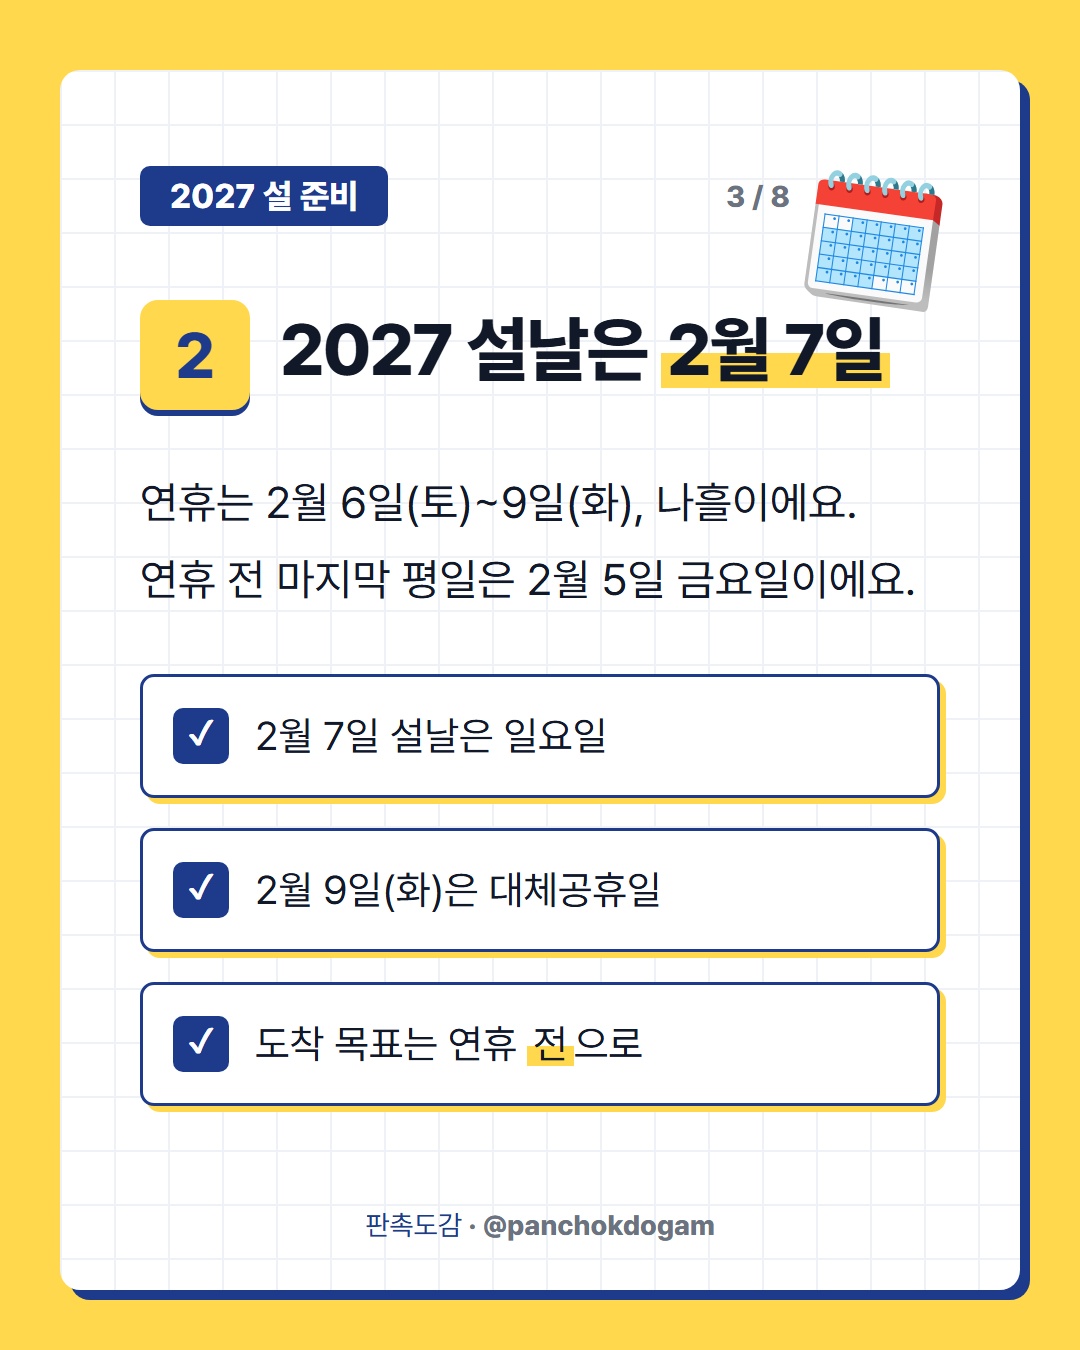 2027 설 준비
3 / 8
2
2027 설날은 2월 7일
연휴는 2월 6일(토)~9일(화), 나흘이에요.
연휴 전 마지막 평일은 2월 5일 금요일이에요.
2월 7일 설날은 일요일
2월 9일(화)은 대체공휴일
도착 목표는 연휴 전으로
판촉도감 · @panchokdogam